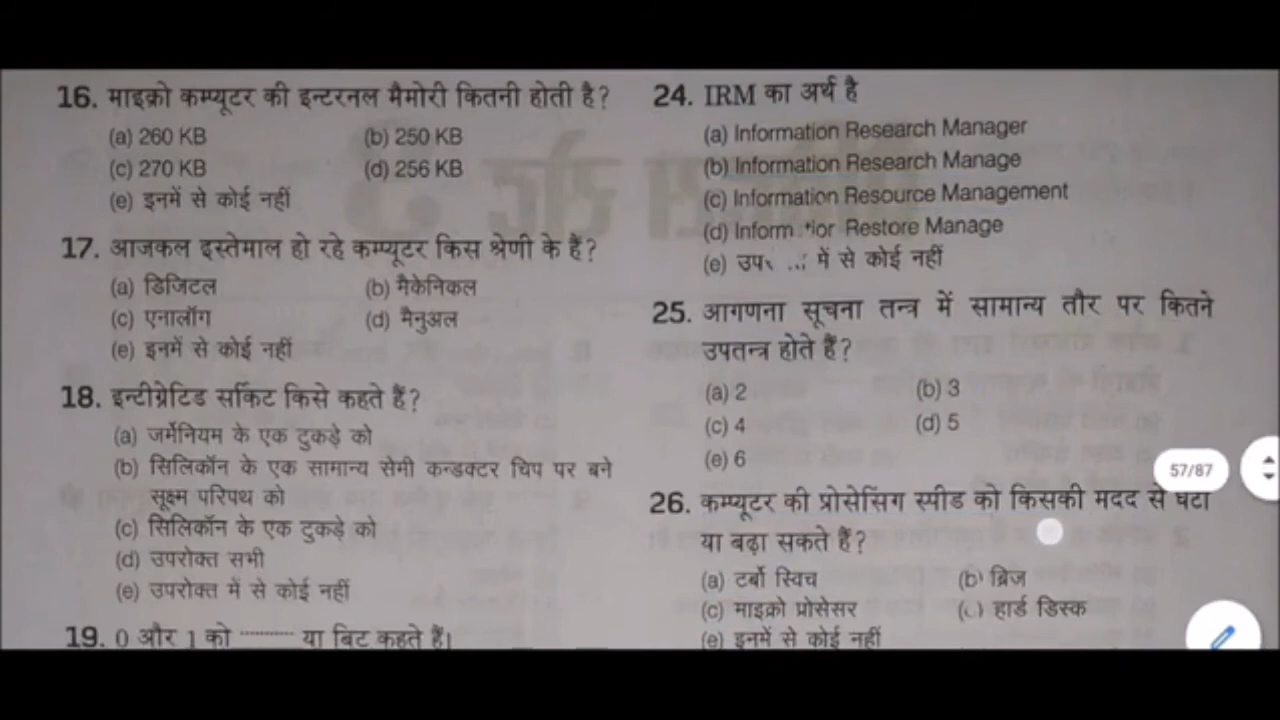 16. माइक्रो कम्प्यूटर की इन्टरनल मैमोरी कितनी होती है?
(a) 260 KB (b) 250 KB
(c) 270 KB (d) 256 KB
(e) इनमें से कोई नहीं
17. आजकल इस्तेमाल हो रहे कम्प्यूटर किस श्रेणी के हैं?
(a) डिजिटल (b) मैकेनिकल
(c) एनालॉग (d) मैनुअल
(e) इनमें से कोई नहीं
18. इन्टीग्रेटिड सर्किट किसे कहते हैं?
(a) जर्मेनियम के एक टुकड़े को
(b) सिलिकॉन के एक सामान्य सेमी कन्डक्टर चिप पर बने
सूक्ष्म परिपथ को
(c) सिलिकॉन के एक टुकड़े को
(d) उपरोक्त सभी
(e) उपरोक्त में से कोई नहीं
19. 0 और 1 को ........... या बिट कहते हैं।
24. IRM का अर्थ है
(a) Information Research Manager
(b) Information Research Manage
(c) Information Resource Management
(d) Restore Manage
(e) में से कोई नहीं
25. आगणना सूचना तन्त्र में सामान्य तौर पर कितने
उपतन्त्र होते हैं?
(a) 2 (b) 3
(c) 4 (d) 5
(e) 6
26. कम्प्यूटर की प्रोसेसिंग स्पीड को किसकी मदद से घटा
या बढ़ा सकते हैं?
(a) टर्बो स्विच (b) ब्रिज
(c) माइक्रो प्रोसेसर हार्ड डिस्क
(e) इनमें से कोई नहीं
57/87